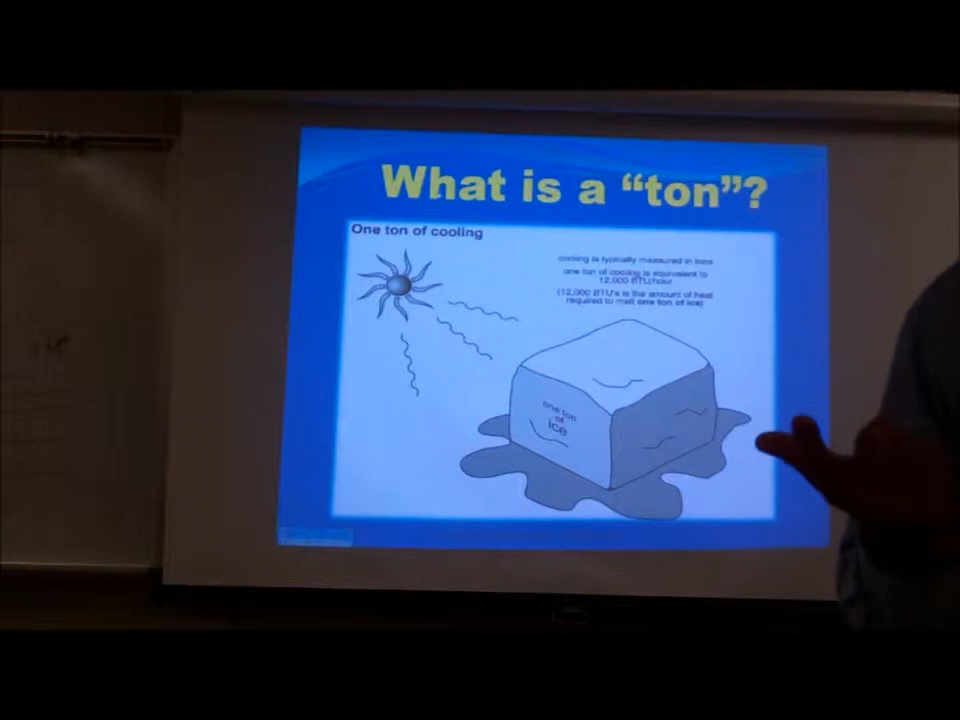 What is a “ton”?
One ton of cooling
cooling is typically measured in tons
one ton of cooling is equivalent to
12,000 BTU/hour
(12,000 BTU's is the amount of heat
required to melt one ton of ice)
one ton
of
ice